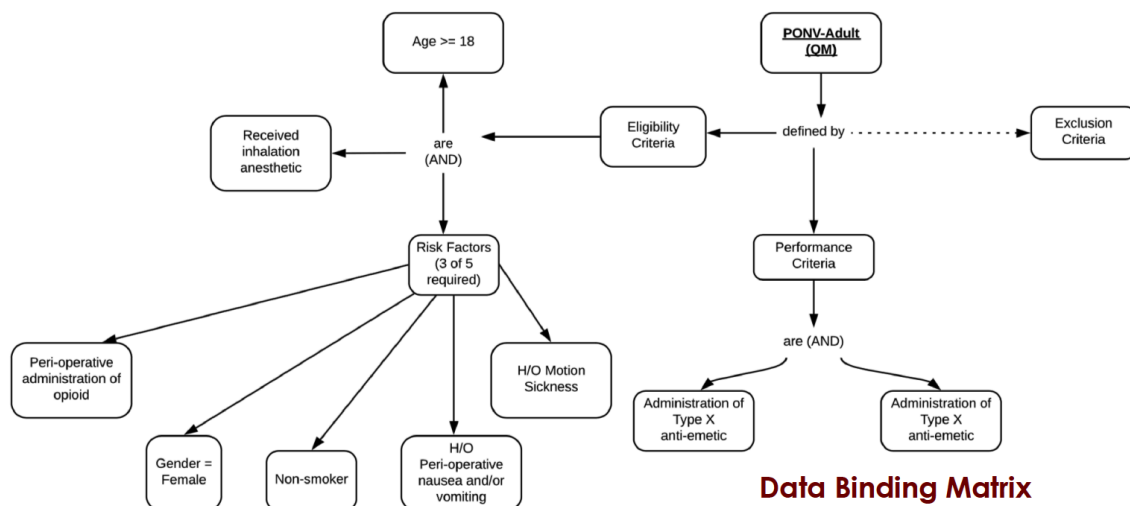 Age >= 18
PONV-Adult
(QM)
Received
inhalation
anesthetic
are
(AND)
Eligibility
Criteria
defined by
Exclusion
Criteria
Risk Factors
(3 of 5
required)
Performance
Criteria
are (AND)
Peri-operative
administration of
opioid
H/O Motion
Sickness
Administration of
Type X
anti-emetic
Administration of
Type X
anti-emetic
Gender =
Female
Non-smoker
H/O
Peri-operative
nausea and/or
vomiting
Data Binding Matrix